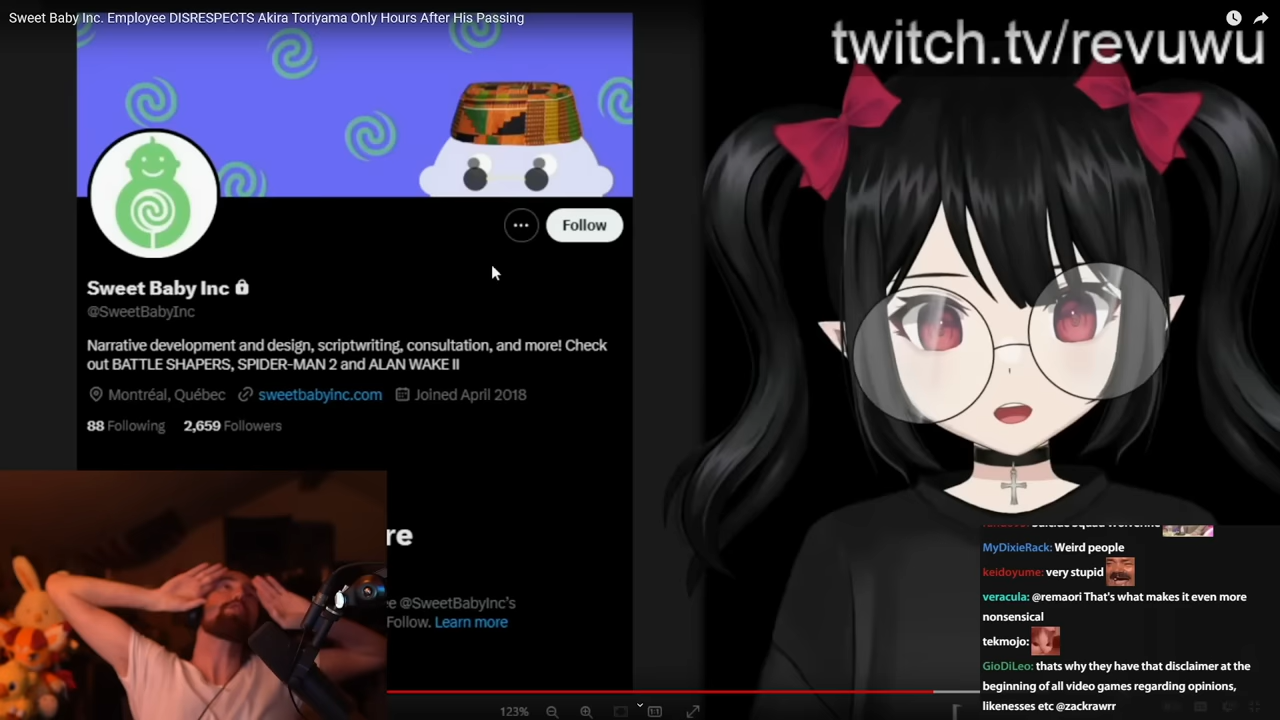 Sweet Baby Inc. Employee DISRESPECTS Akira Toriyama Only Hours After His Passing
twitch.tv/revuwu
Follow
Sweet Baby Inc
@SweetBabyInc
Narrative development and design, scriptwriting, consultation, and more! Check
out BATTLE SHAPERS, SPIDER-MAN 2 and ALAN WAKE II
Montréal, Québec sweetbabyinc.com Joined April 2018
88 Following 2,659 Followers
re
e @SweetBabyInc's
Follow. Learn more
MyDixieRack: Weird people
keidoyume: very stupid
veracula: @remaori That's what makes it even more
nonsensical
tekmojo:
GioDiLeo: thats why they have that disclaimer at the
beginning of all video games regarding opinions,
likenesses etc @zackrawrr
123%
1:1